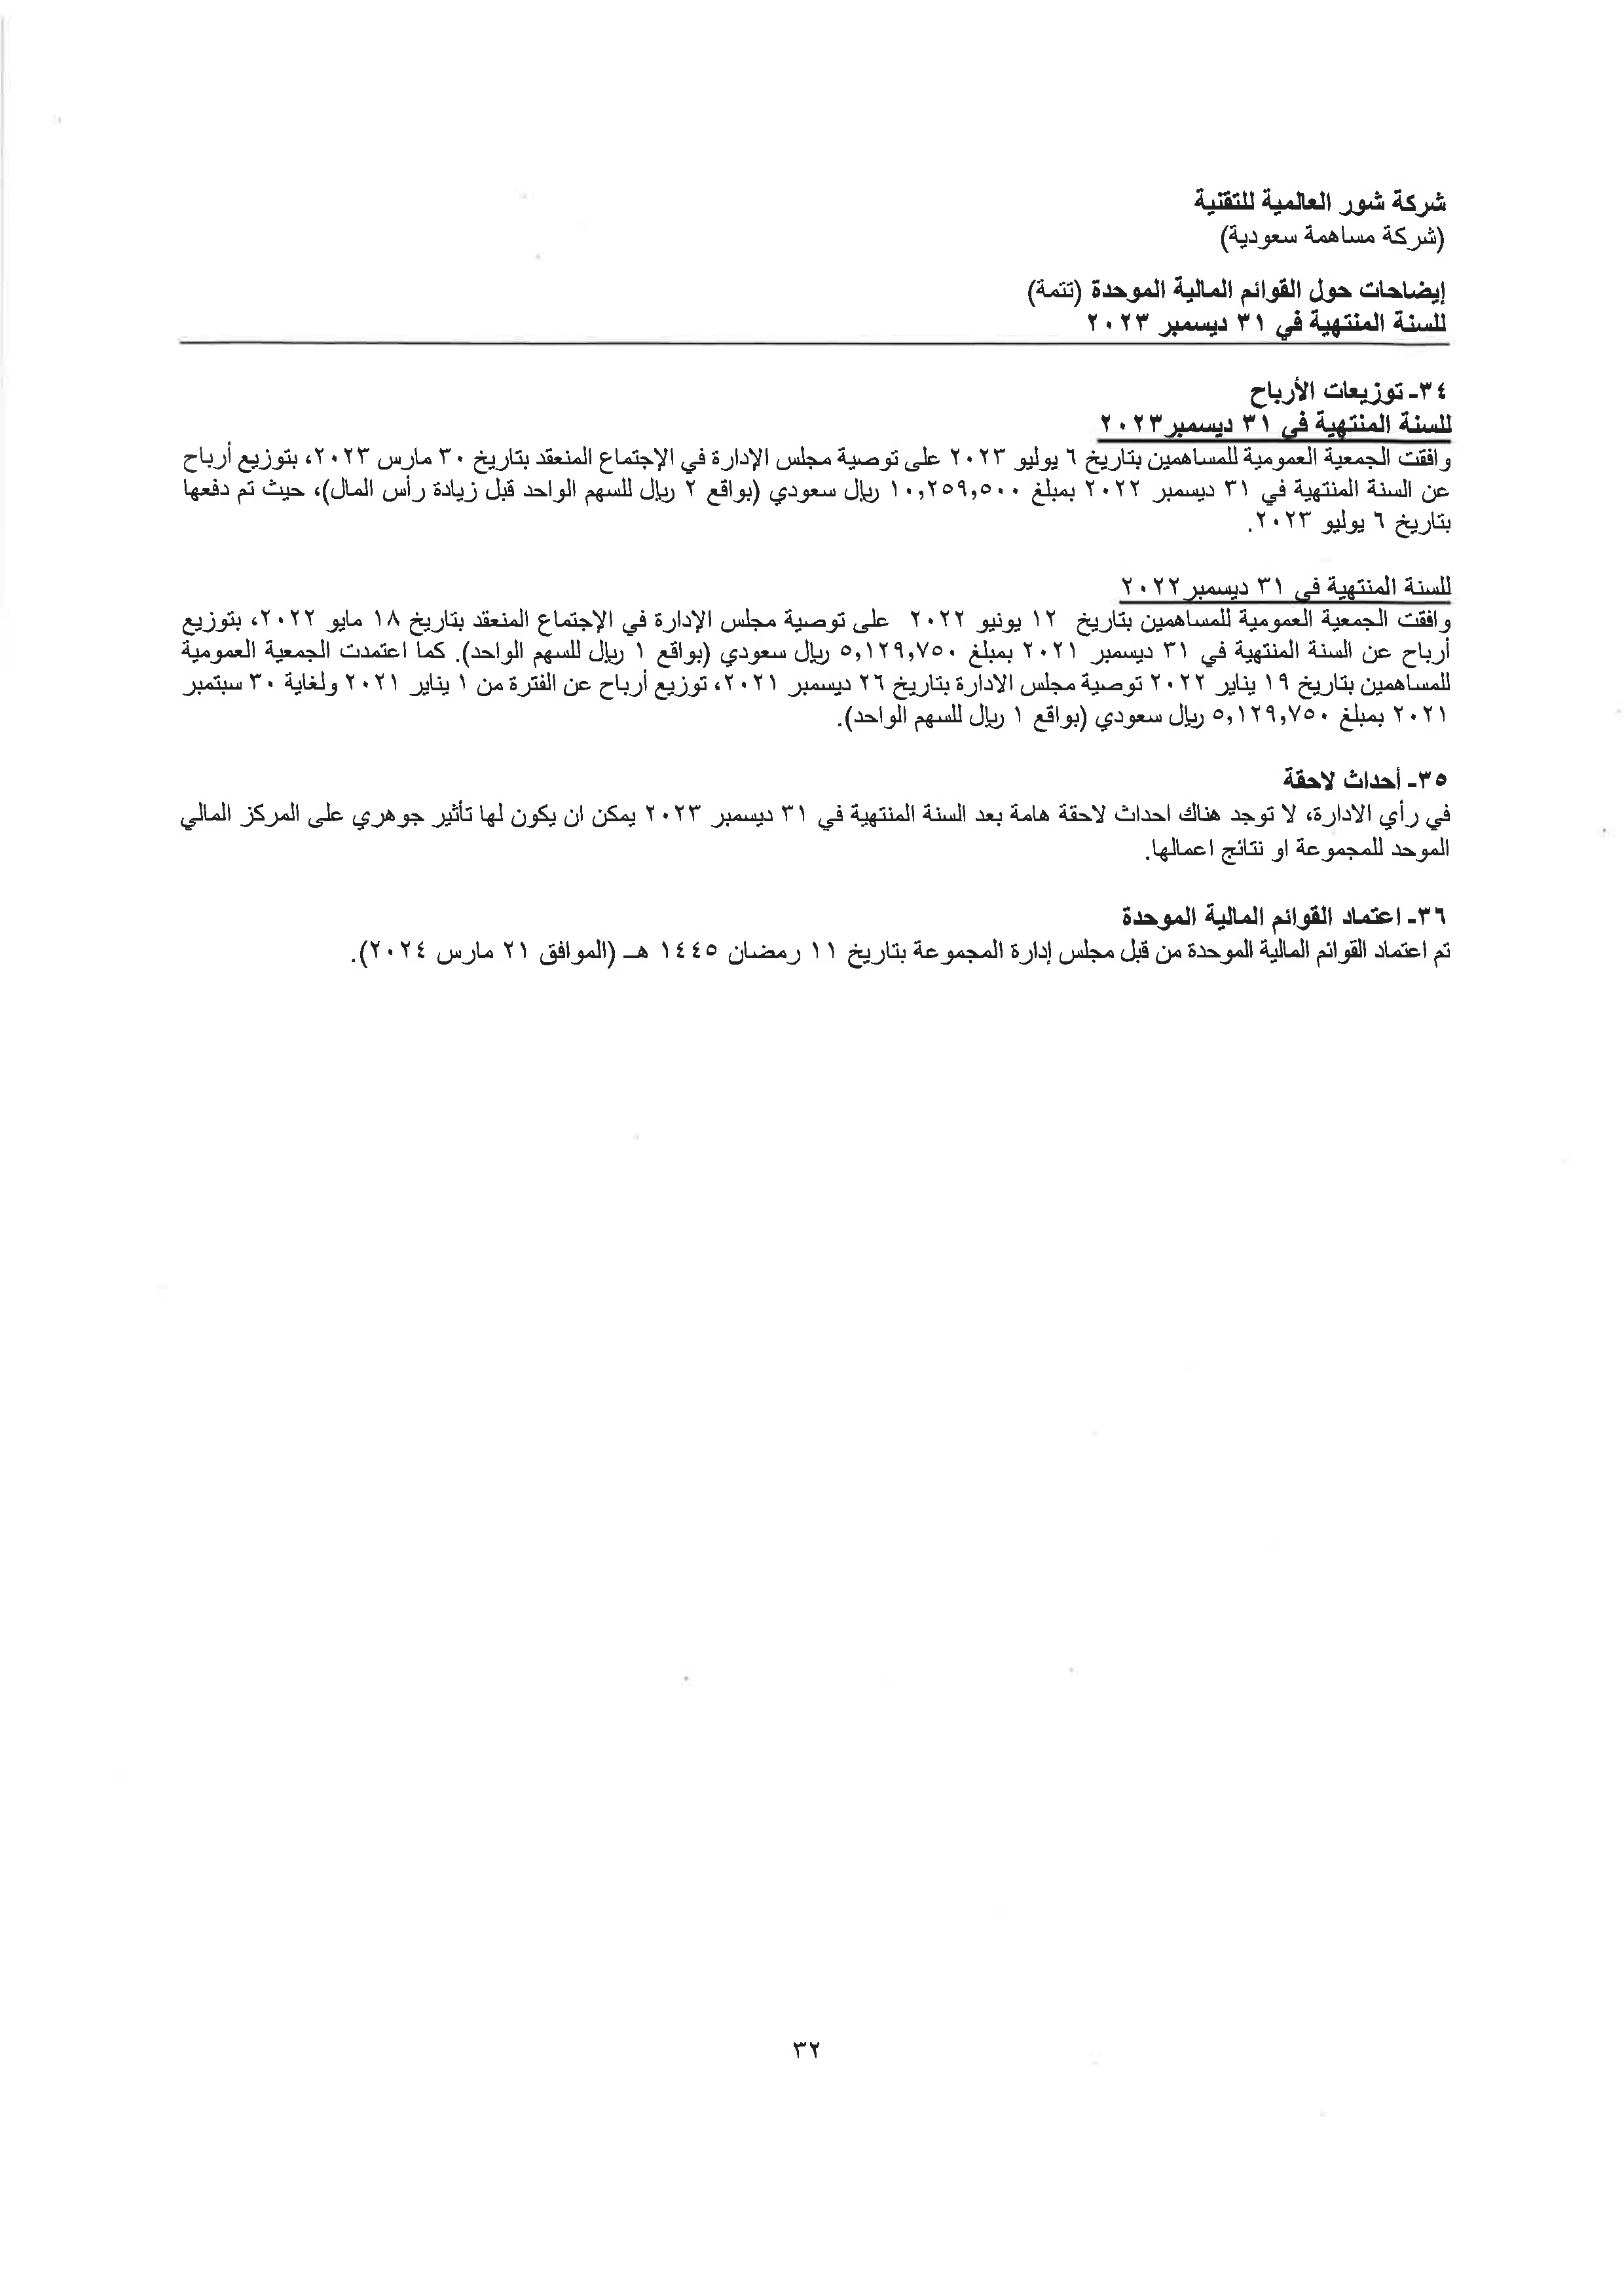 شركة شور العالمية للتقنية
(شركة مساهمة سعودية)
إيضاحات حول القوائم المالية الموحدة (تتمة)
للسنة المنتهية في ٣١ ديسمبر ٢٠٢٣
٣٤- توزيعات الأرباح
للسنة المنتهية في ٣١ ديسمبر٢٠٢٣
وافقت الجمعية العمومية للمساهمين بتاريخ ٦ يوليو ٢٠٢٣ على توصية مجلس الإدارة في الإجتماع المنعقد بتاريخ ٣٠ مارس ٢٠٢٣، بتوزيع أرباح
عن السنة المنتهية في ٣١ ديسمبر ٢٠٢٢ بمبلغ ١٠,٢٥٩,٥٠٠ ريال سعودي (بواقع ٢ ريال للسهم الواحد قبل زيادة رأس المال)، حيث تم دفعها
بتاريخ ٦ يوليو ٢٠٢٣.
للسنة المنتهية في ٣١ ديسمبر٢٠٢٢
وافقت الجمعية العمومية للمساهمين بتاريخ ١٢ يونيو ٢٠٢٢ على توصية مجلس الإدارة في الإجتماع المنعقد بتاريخ ١٨ مايو ٢٠٢٢، بتوزيع
أرباح عن السنة المنتهية في ٣١ ديسمبر ٢٠٢١ بمبلغ ٥,١٢٩,٧٥٠ ريال سعودي (بواقع ١ ريال للسهم الواحد). كما اعتمدت الجمعية العمومية
للمساهمين بتاريخ ١٩ يناير ٢٠٢٢ توصية مجلس الادارة بتاريخ ٢٦ ديسمبر ٢٠٢١، توزيع أرباح عن الفترة من ١ يناير ٢٠٢١ ولغاية ٣٠ سبتمبر
٢٠٢١ بمبلغ ٥,١٢٩,٧٥٠ ريال سعودي (بواقع ١ ريال للسهم الواحد).
٣٥- أحداث لاحقة
في رأي الادارة، لا توجد هناك احداث لاحقة هامة بعد السنة المنتهية في ٣١ ديسمبر ٢٠٢٣ يمكن ان يكون لها تأثير جوهري على المركز المالي
الموحد للمجموعة او نتائج اعمالها.
٣٦- اعتماد القوائم المالية الموحدة
تم اعتماد القوائم المالية الموحدة من قبل مجلس إدارة المجموعة بتاريخ ١١ رمضان ١٤٤٥ هـ (الموافق ٢١ مارس ٢٠٢٤).
٣٢